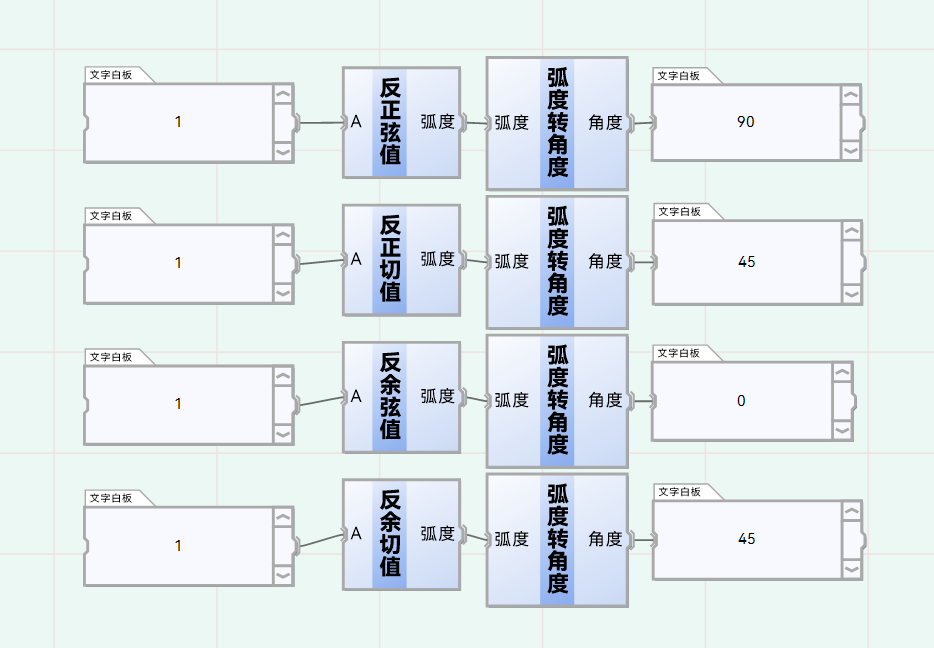 文字白板
1
A
反正弦值
弧度
弧度
弧度转角度
角度
文字白板
90
文字白板
1
A
反正切值
弧度
弧度
弧度转角度
角度
文字白板
45
文字白板
1
A
反余弦值
弧度
弧度
弧度转角度
角度
文字白板
0
文字白板
1
A
反余切值
弧度
弧度
弧度转角度
角度
文字白板
45